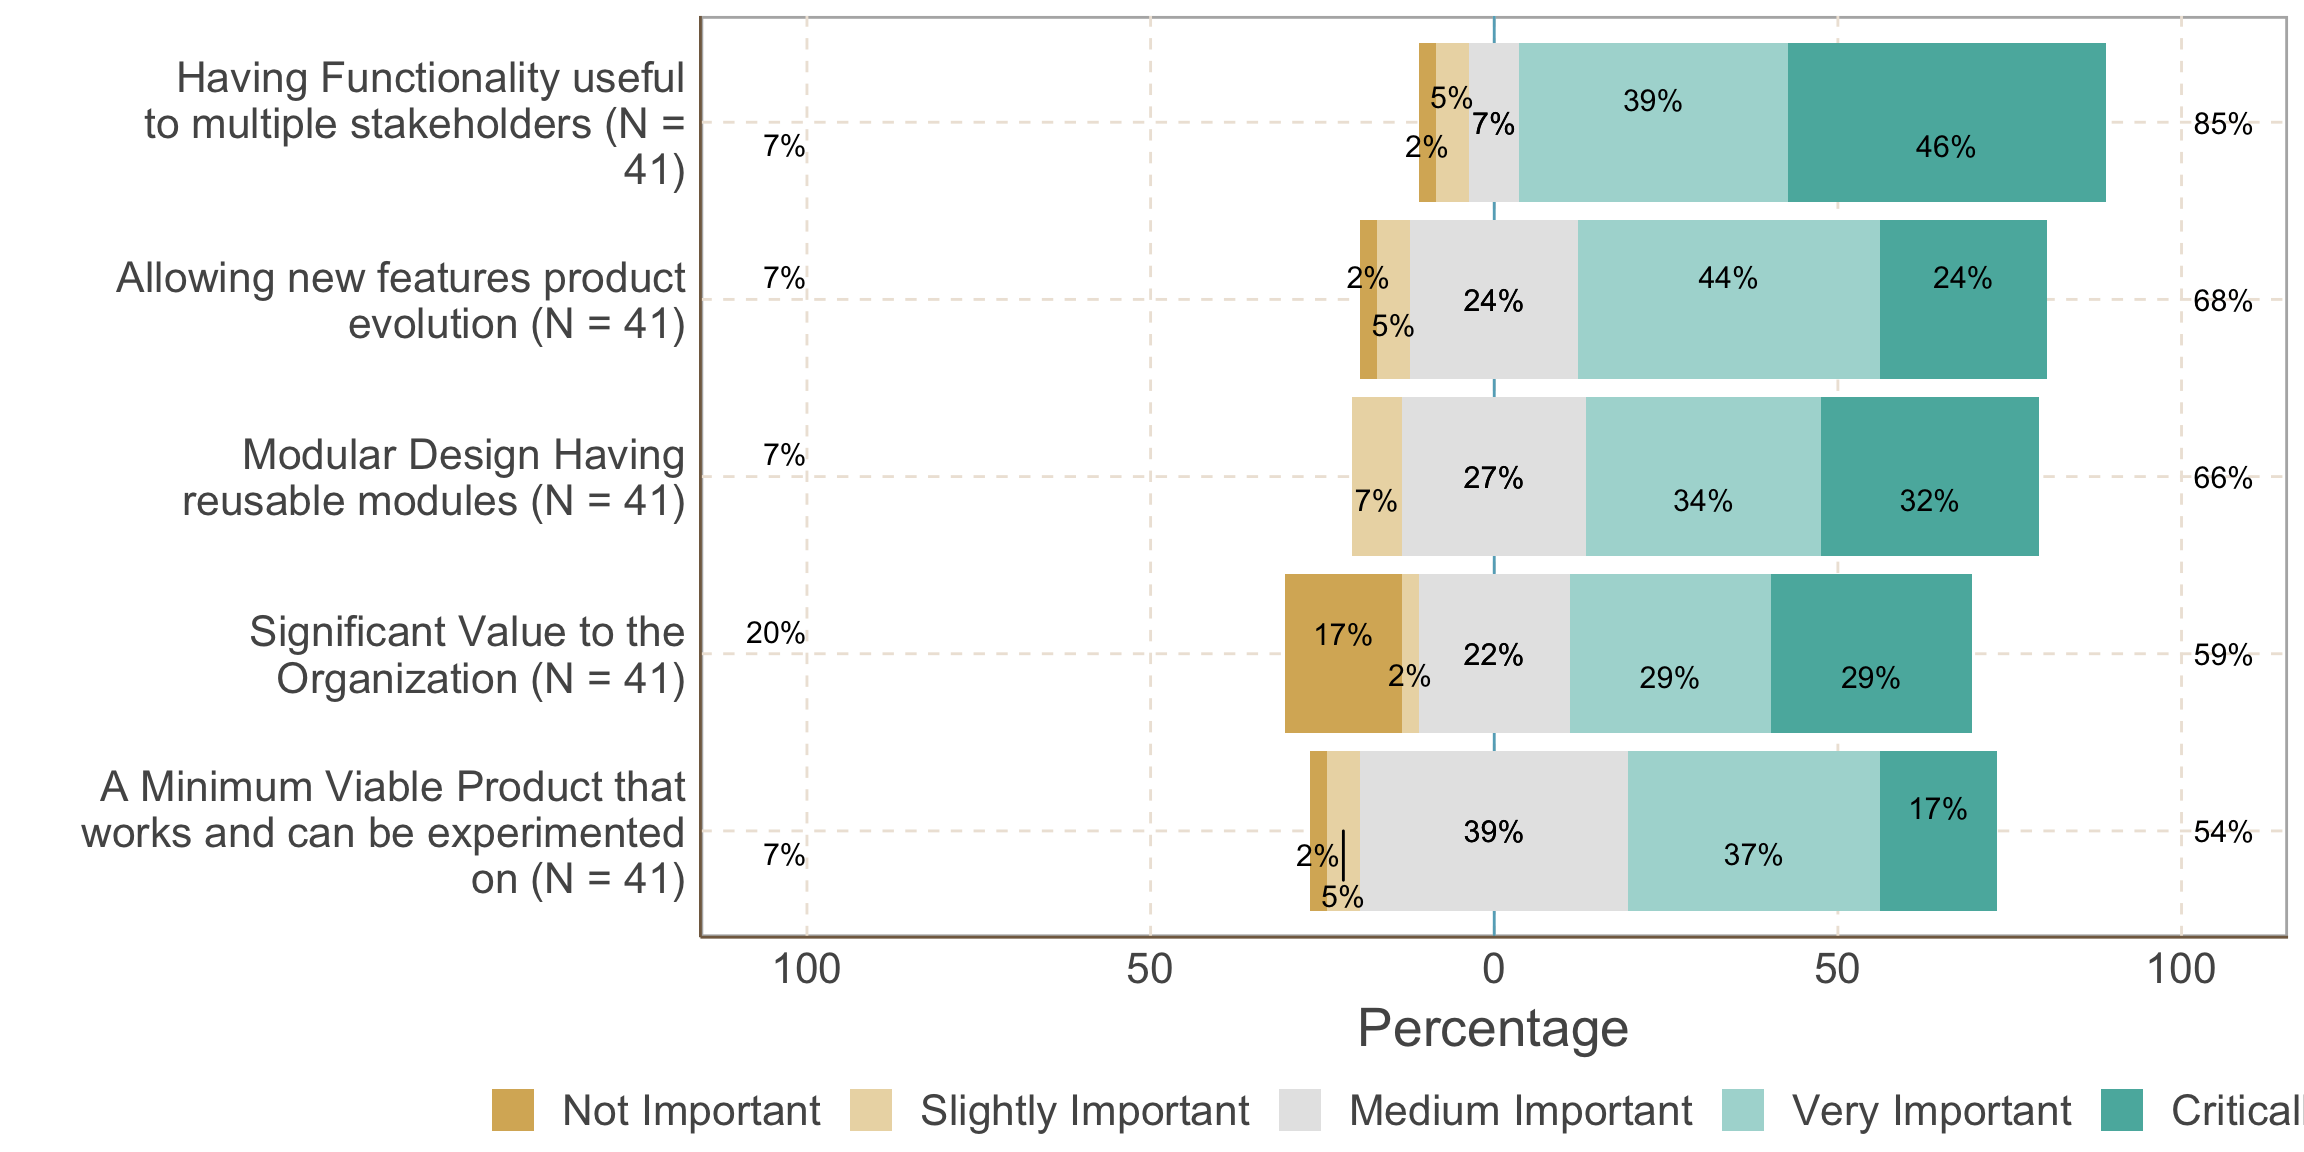 Having Functionality useful
to multiple stakeholders (N =
41)
7%
2%
5%
7%
39%
46%
85%
Allowing new features product
evolution (N = 41)
7%
2%
5%
24%
44%
24%
68%
Modular Design Having
reusable modules (N = 41)
7%
7%
27%
34%
32%
66%
Significant Value to the
Organization (N = 41)
20%
17%
2%
22%
29%
29%
59%
A Minimum Viable Product that
works and can be experimented
on (N = 41)
7%
2%
5%
39%
37%
17%
54%
100 50 0 50 100
Percentage
Not Important Slightly Important Medium Important Very Important